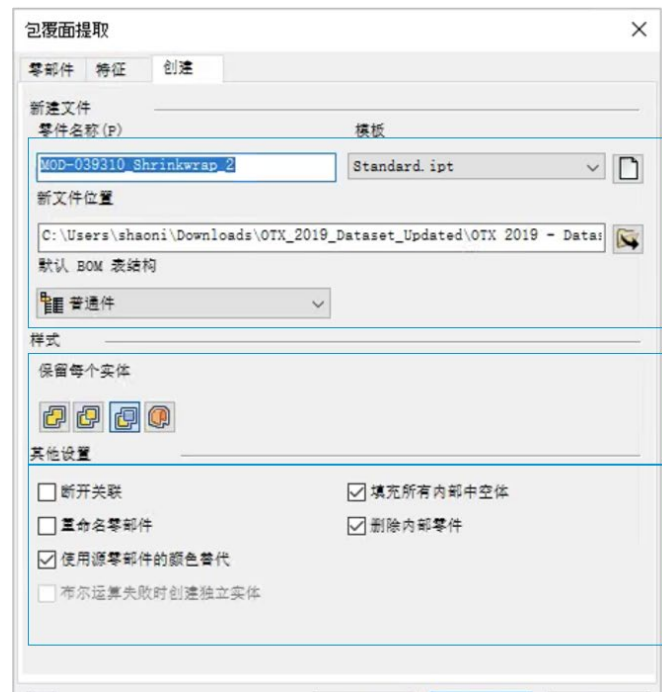 包覆面提取
零部件 特征 创建
新建文件
零件名称(P) 模板
MOD-039310_Shrinkwrap_2 Standard.ipt
新文件位置
C:\Users\shaoni\Downloads\OTX_2019_Dataset_Updated\OTX 2019 - Datas
默认 BOM 表结构
普通件
样式
保留每个实体
其他设置
断开关联 填充所有内部中空体
重命名零部件 删除内部零件
使用源零部件的颜色替代
布尔运算失败时创建独立实体